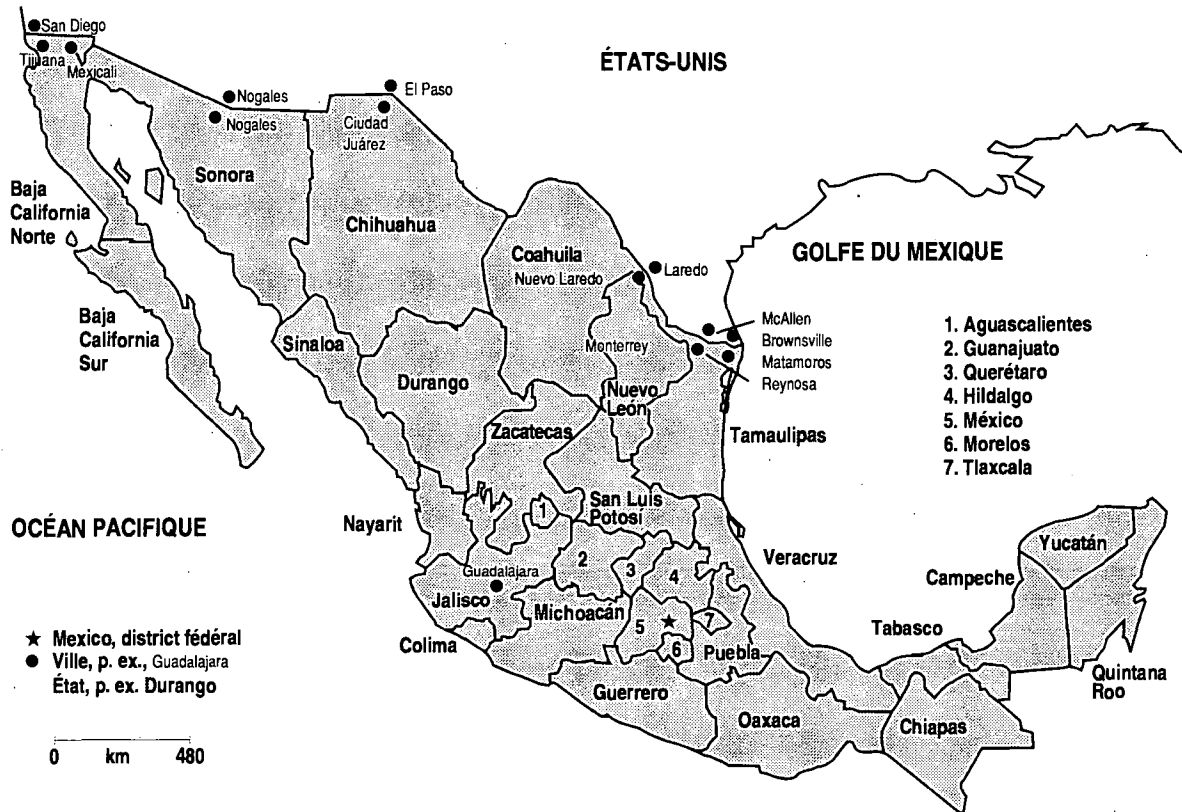 San Diego
Tijuana
Mexicali
ÉTATS-UNIS
Nogales
Nogales
El Paso
Ciudad
Juárez
Sonora
Baja
California
Norte
Chihuahua
Coahuila
Nuevo Laredo
Laredo
GOLFE DU MEXIQUE
Baja
California
Sur
Sinaloa
Durango
Monterrey
Nuevo
León
McAllen
Brownsville
Matamoros
Reynosa
1. Aguascalientes
2. Guanajuato
3. Querétaro
4. Hildalgo
5. México
6. Morelos
7. Tlaxcala
Zacatecas
Tamaulipas
OCÉAN PACIFIQUE
Nayarit
San Luis
Potosí
1
2
3
4
5
6
7
Veracruz
Yucatán
Campeche
Guadalajara
Jalisco
Michoacán
Colima
Puebla
Tabasco
Quintana
Roo
Guerrero
Oaxaca
Chiapas
★ Mexico, district fédéral
● Ville, p. ex., Guadalajara
État, p. ex. Durango
0 km 480